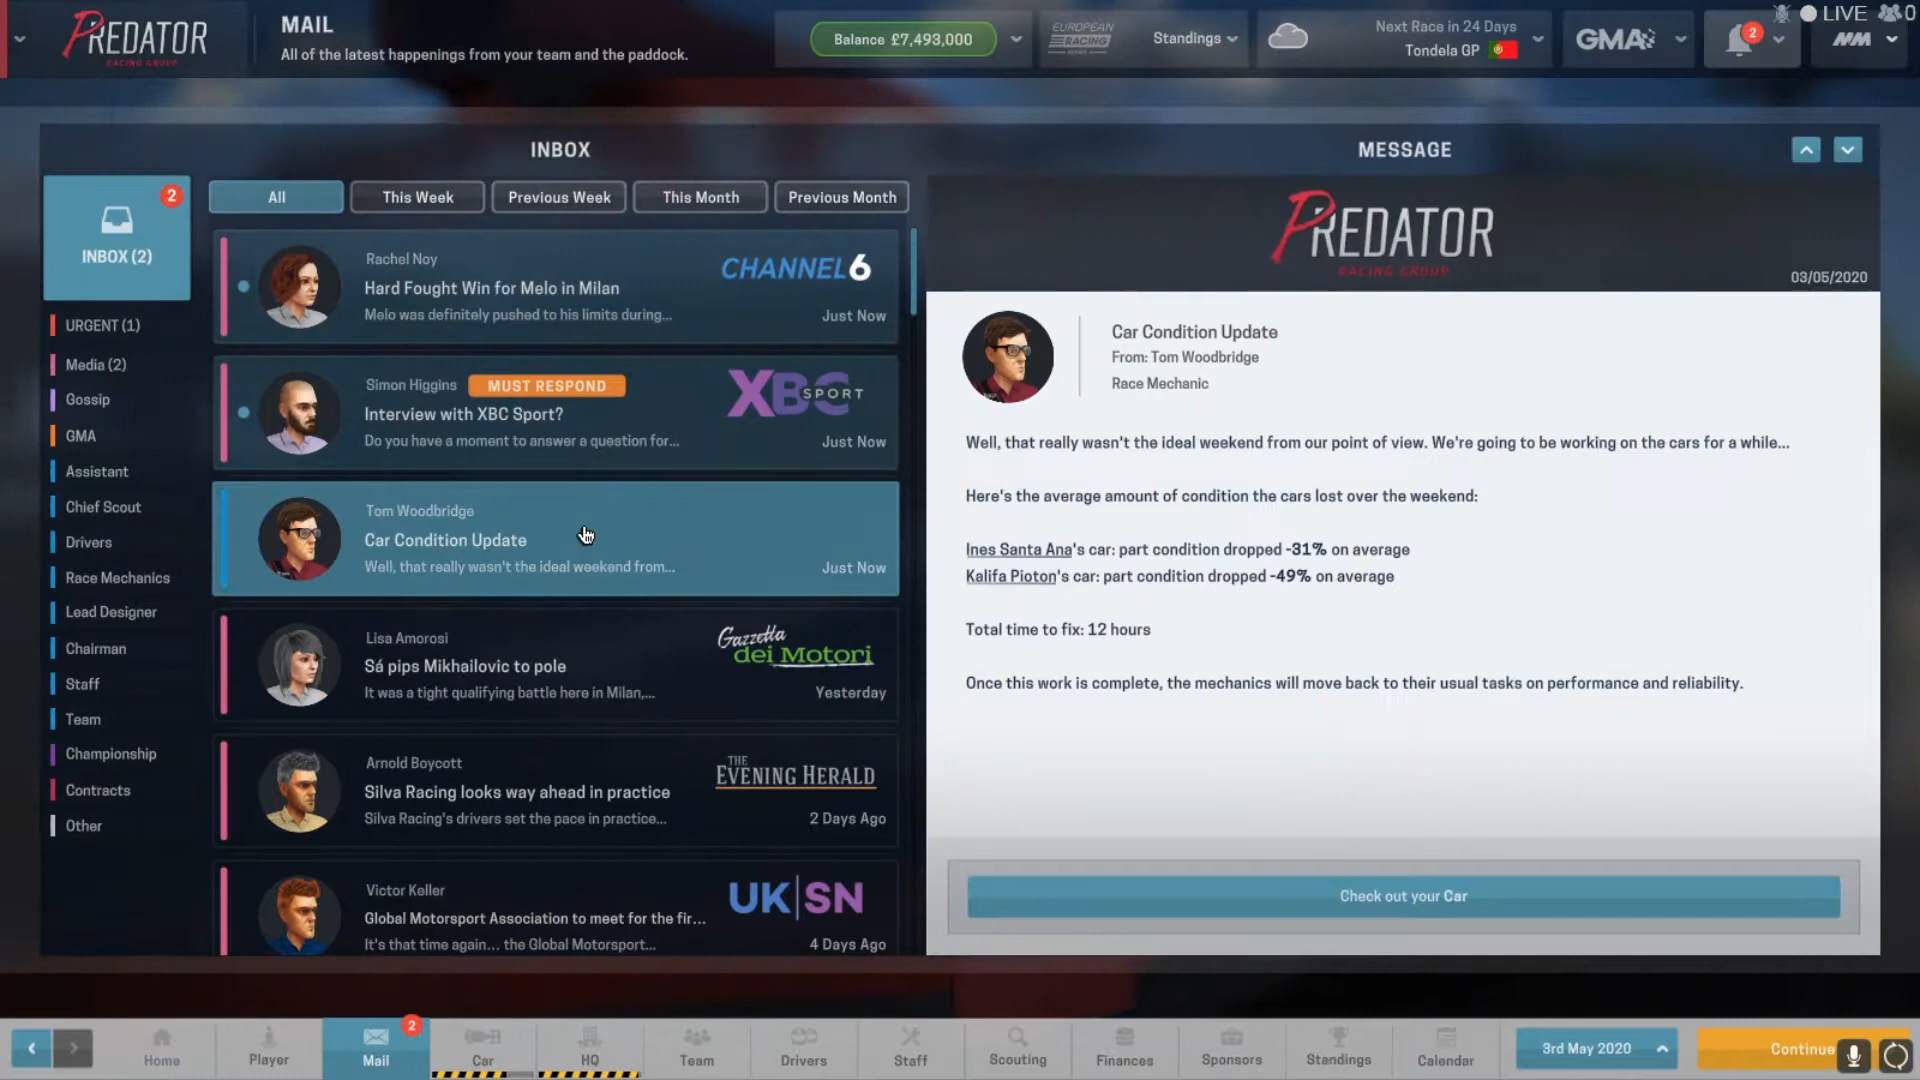 PREDATOR
RACING GROUP
MAIL
All of the latest happenings from your team and the paddock.
Balance £7,493,000
EUROPEAN
RACING
SERIES
Standings
Next Race in 24 Days
Tondela GP
GMA
2
LIVE
0
INBOX
MESSAGE
2
INBOX (2)
URGENT (1)
Media (2)
Gossip
GMA
Assistant
Chief Scout
Drivers
Race Mechanics
Lead Designer
Chairman
Staff
Team
Championship
Contracts
Other
All
This Week
Previous Week
This Month
Previous Month
Rachel Noy
Hard Fought Win for Melo in Milan
Melo was definitely pushed to his limits during...
CHANNEL6
Just Now
Simon Higgins
MUST RESPOND
Interview with XBC Sport?
Do you have a moment to answer a question for...
XBC SPORT
Just Now
Tom Woodbridge
Car Condition Update
Well, that really wasn't the ideal weekend from...
Just Now
Lisa Amorosi
Sá pips Mikhailovic to pole
It was a tight qualifying battle here in Milan,...
Gazzetta
dei Motori
Yesterday
Arnold Boycott
Silva Racing looks way ahead in practice
Silva Racing's drivers set the pace in practice...
THE
EVENING HERALD
2 Days Ago
Victor Keller
Global Motorsport Association to meet for the fir...
It's that time again... the Global Motorsport...
UK|SN
4 Days Ago
PREDATOR
RACING GROUP
03/05/2020
Car Condition Update
From: Tom Woodbridge
Race Mechanic
Well, that really wasn't the ideal weekend from our point of view. We're going to be working on the cars for a while...
Here's the average amount of condition the cars lost over the weekend:
Ines Santa Ana's car: part condition dropped -31% on average
Kalifa Pioton's car: part condition dropped -49% on average
Total time to fix: 12 hours
Once this work is complete, the mechanics will move back to their usual tasks on performance and reliability.
Check out your Car
Home
Player
Mail
2
Car
HQ
Team
Drivers
Staff
Scouting
Finances
Sponsors
Standings
Calendar
3rd May 2020
Continue